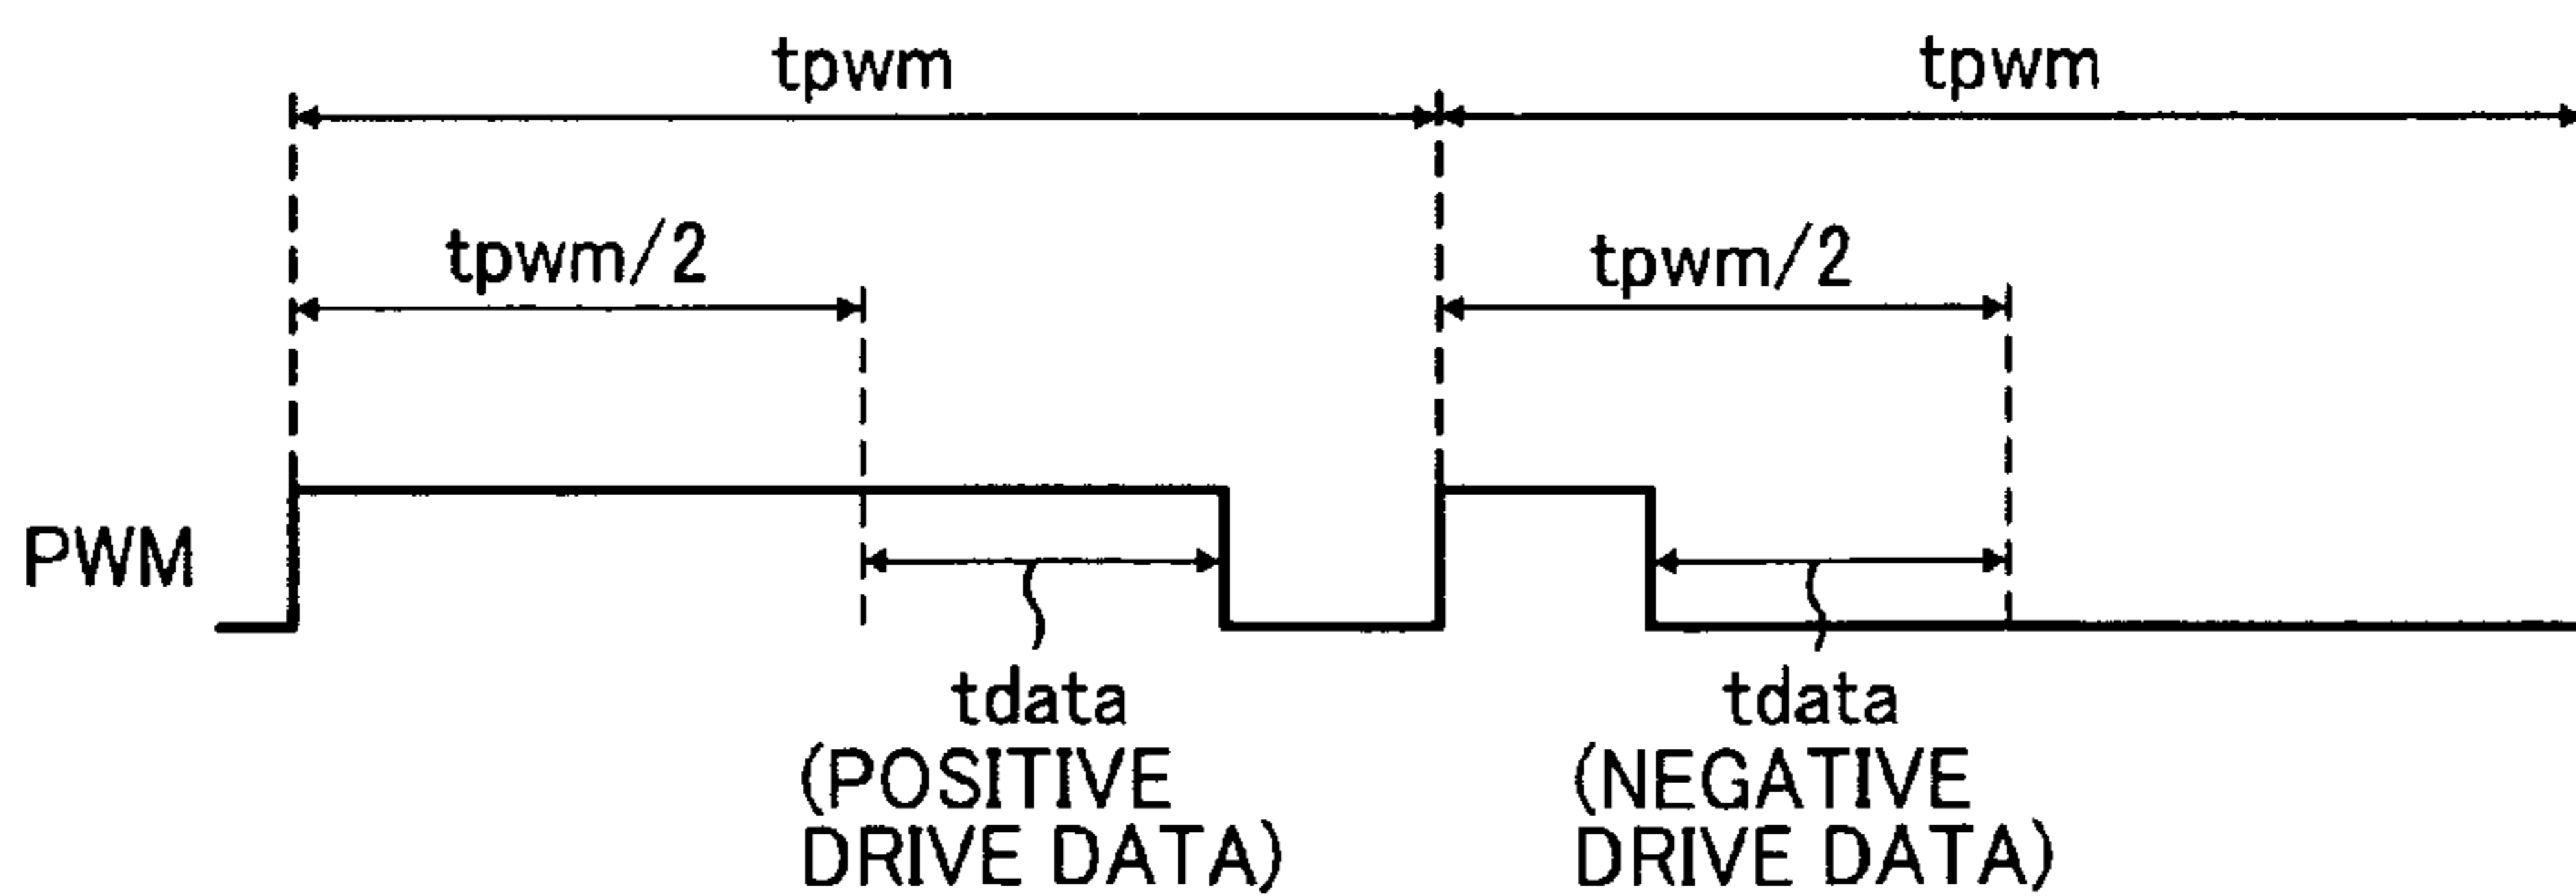 tpwm
tpwm
tpwm/2
tpwm/2
PWM
tdata
(POSITIVE
DRIVE DATA)
tdata
(NEGATIVE
DRIVE DATA)